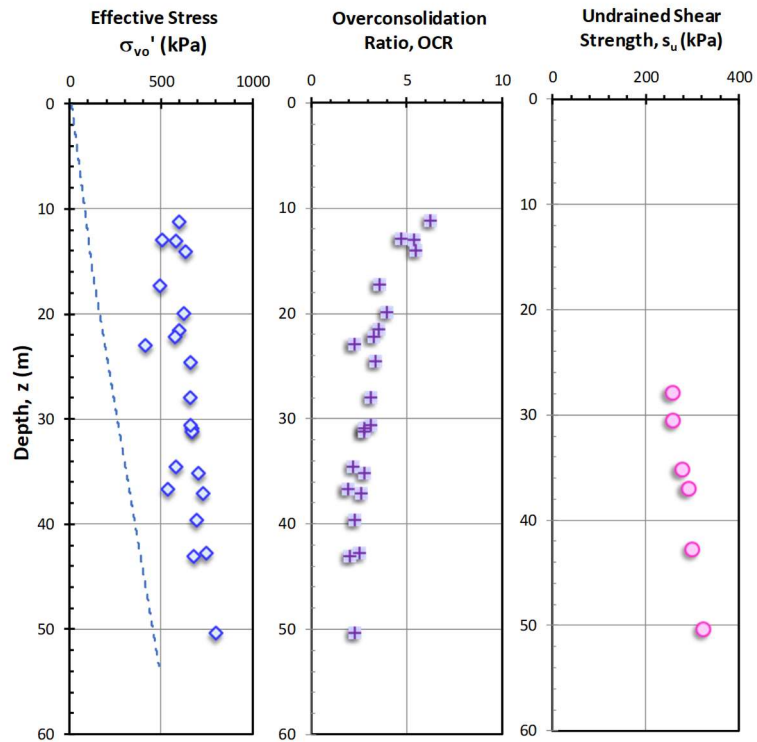 Effective Stress
σvo' (kPa)
0 500 1000
0
10
20
30
40
50
60
Depth, z (m)
Overconsolidation
Ratio, OCR
0 5 10
0
10
20
30
40
50
60
Undrained Shear
Strength, su (kPa)
0 200 400
0
10
20
30
40
50
60